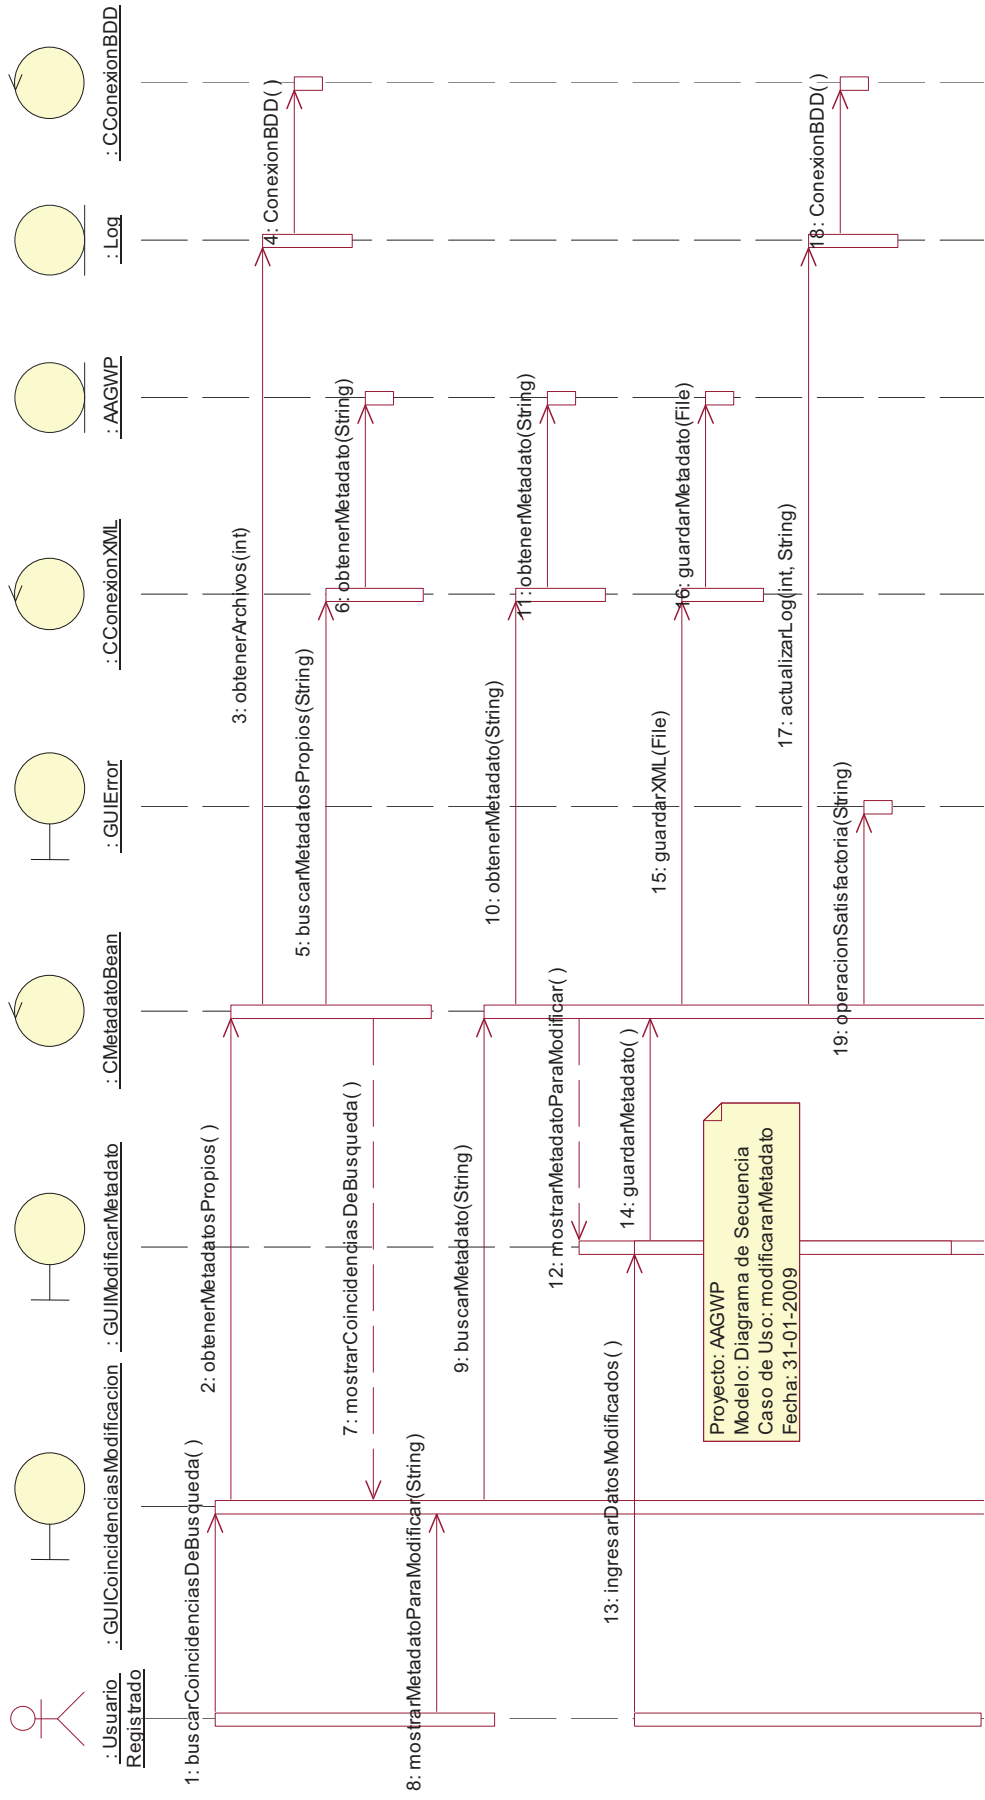 : Usuario
Registrado
: GUICoincidenciasModificacion
: GUIModificarMetadato
: CMetadatoBean
: GUIError
: CConexionXML
: AAGWP
: Log
: CConexionBDD
1: buscarCoincidenciasDeBusqueda( )
2: obtenerMetadatosPropios( )
3: obtenerArchivos(int)
4: ConexionBDD( )
5: buscarMetadatosPropios(String)
6: obtenerMetadato(String)
7: mostrarCoincidenciasDeBusqueda( )
8: mostrarMetadatoParaModificar(String)
9: buscarMetadato(String)
10: obtenerMetadato(String)
11: obtenerMetadato(String)
12: mostrarMetadatoParaModificar( )
13: ingresarDatosModificados( )
14: guardarMetadato( )
15: guardarXML(File)
16: guardarMetadato(File)
17: actualizarLog(int, String)
18: ConexionBDD( )
19: operacionSatisfactoria(String)
Proyecto: AAGWP
Modelo: Diagrama de Secuencia
Caso de Uso: modificararMetadato
Fecha: 31-01-2009